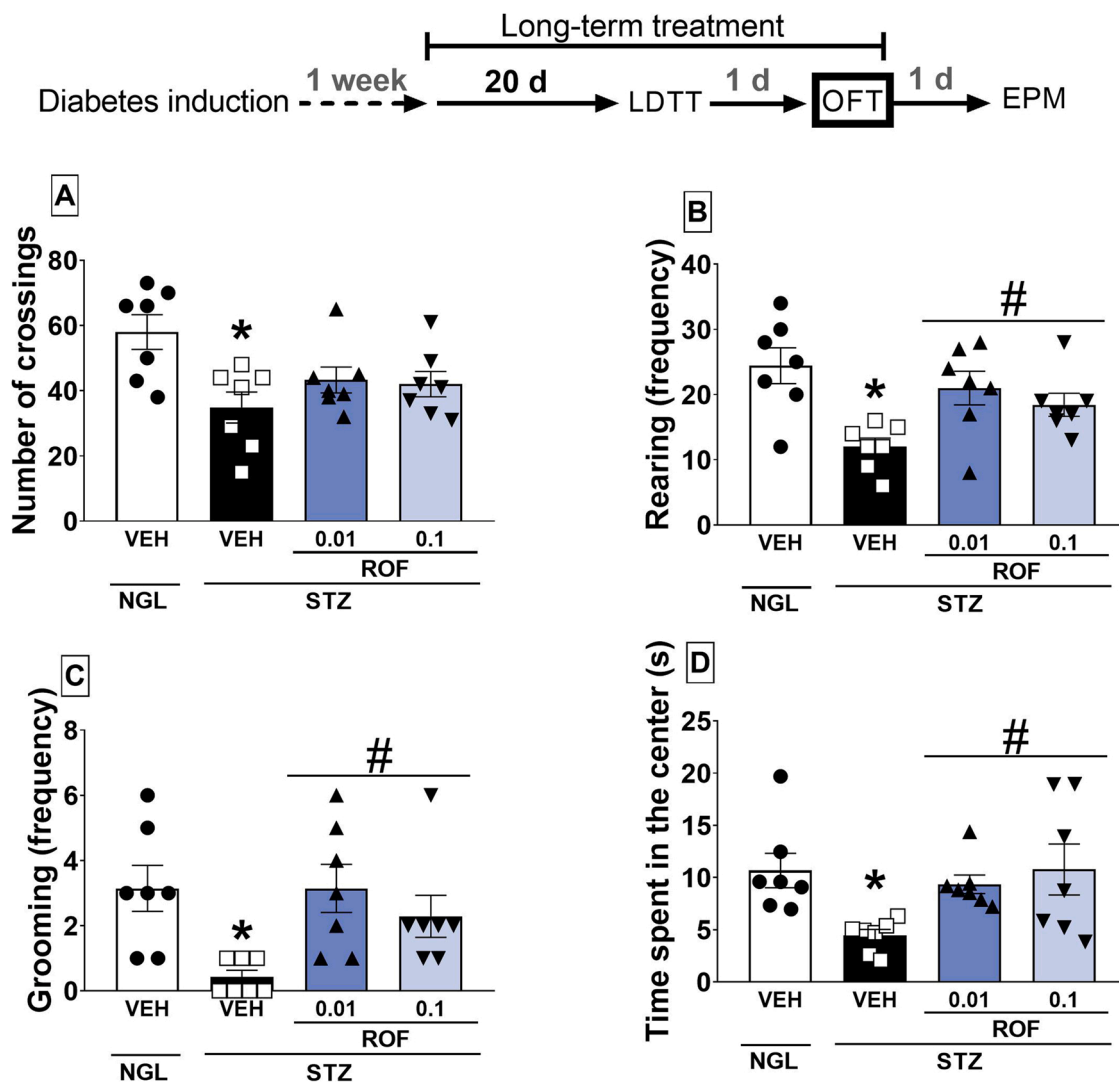 Long-term treatment
1 week
20 d
1 d
1 d
Diabetes induction
LDTT
OFT
EPM
A
Number of crossings
80
60
40
20
0
*
VEH
VEH
0.01
0.1
ROF
NGL
STZ
B
Rearing (frequency)
40
30
20
10
0
*
#
VEH
VEH
0.01
0.1
ROF
NGL
STZ
C
Grooming (frequency)
8
6
4
2
0
*
#
VEH
VEH
0.01
0.1
ROF
NGL
STZ
D
Time spent in the center (s)
25
20
15
10
5
0
*
#
VEH
VEH
0.01
0.1
ROF
NGL
STZ